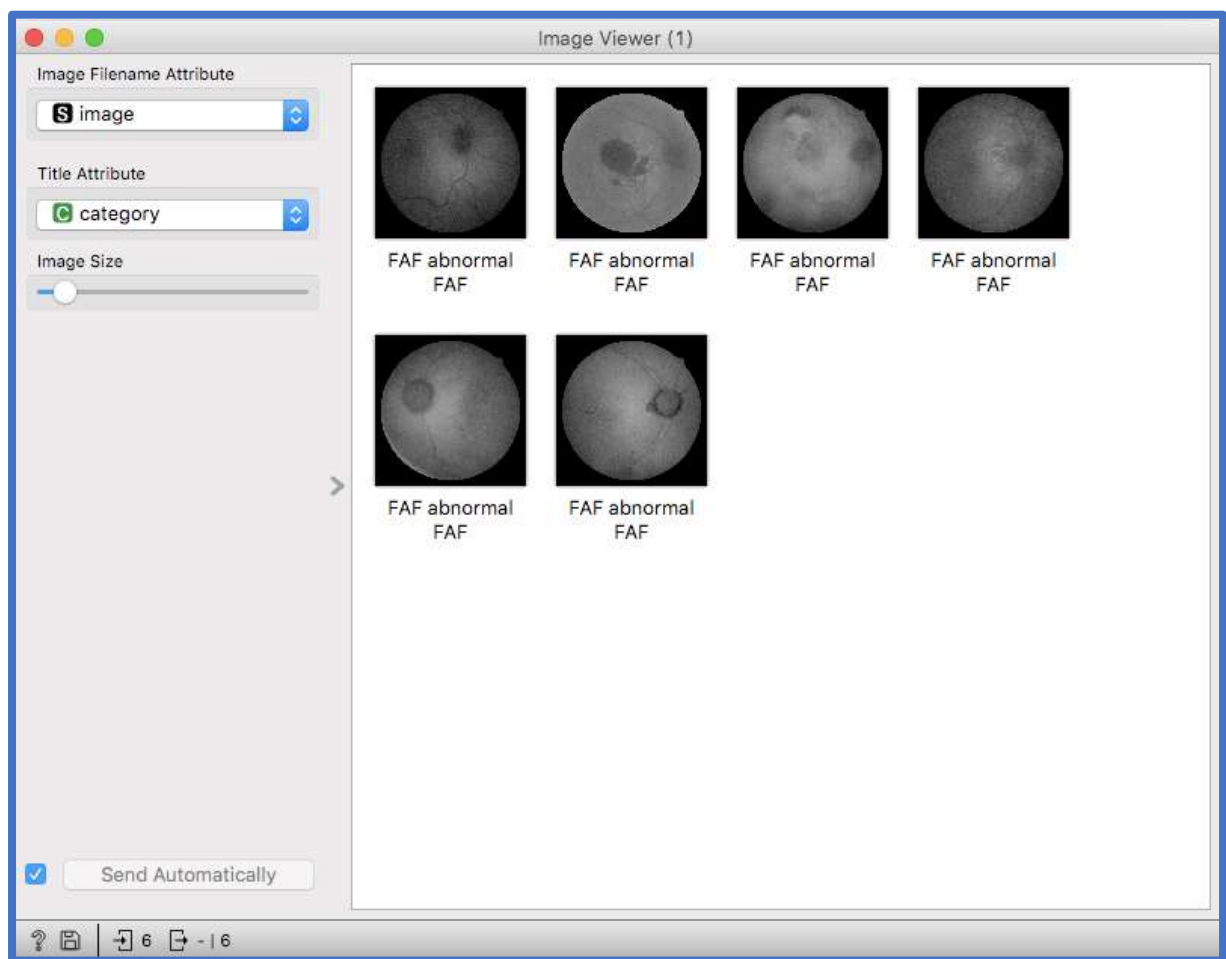 Image Viewer (1)
Image Filename Attribute
S image
Title Attribute
C category
Image Size
FAF abnormal
FAF
FAF abnormal
FAF
FAF abnormal
FAF
FAF abnormal
FAF
FAF abnormal
FAF
FAF abnormal
FAF
Send Automatically
? 6 - | 6